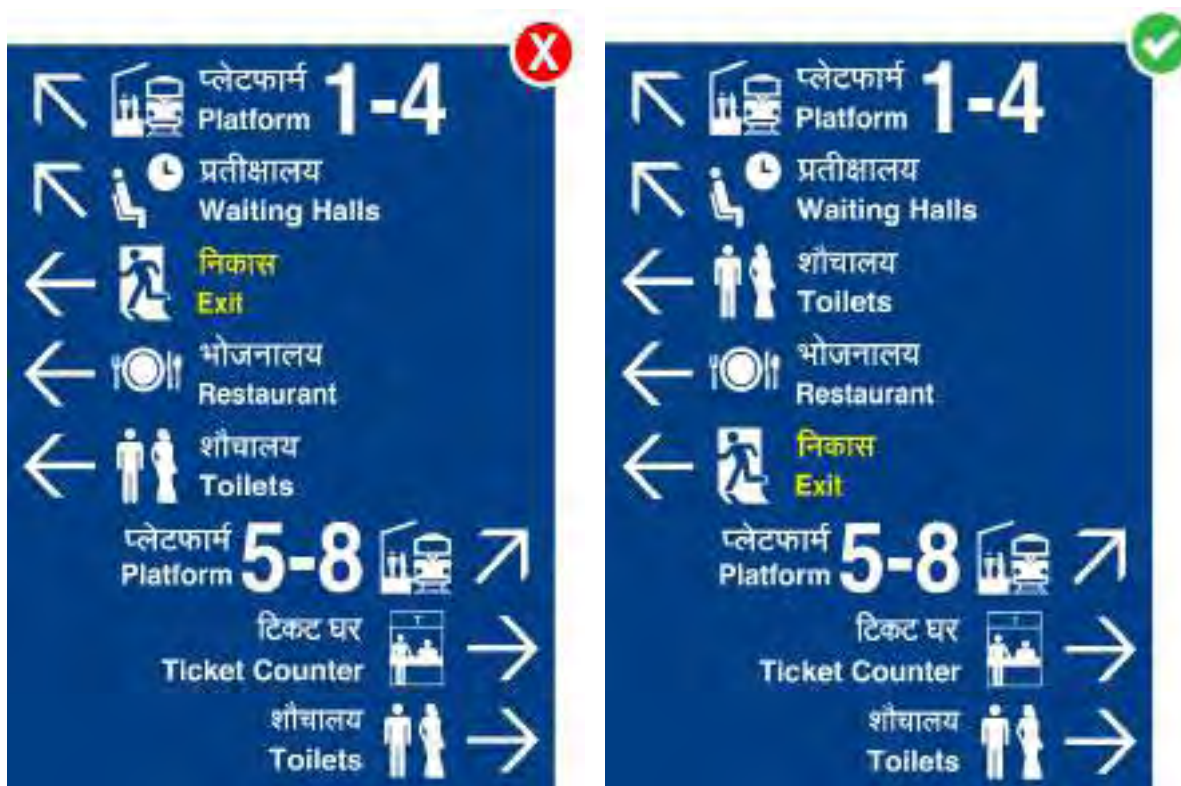 X
प्लेटफार्म
Platform 1-4
प्रतीक्षालय
Waiting Halls
निकास
Exit
भोजनालय
Restaurant
शौचालय
Toilets
प्लेटफार्म
Platform 5-8
टिकट घर
Ticket Counter
शौचालय
Toilets
प्लेटफार्म
Platform 1-4
प्रतीक्षालय
Waiting Halls
शौचालय
Toilets
भोजनालय
Restaurant
निकास
Exit
प्लेटफार्म
Platform 5-8
टिकट घर
Ticket Counter
शौचालय
Toilets